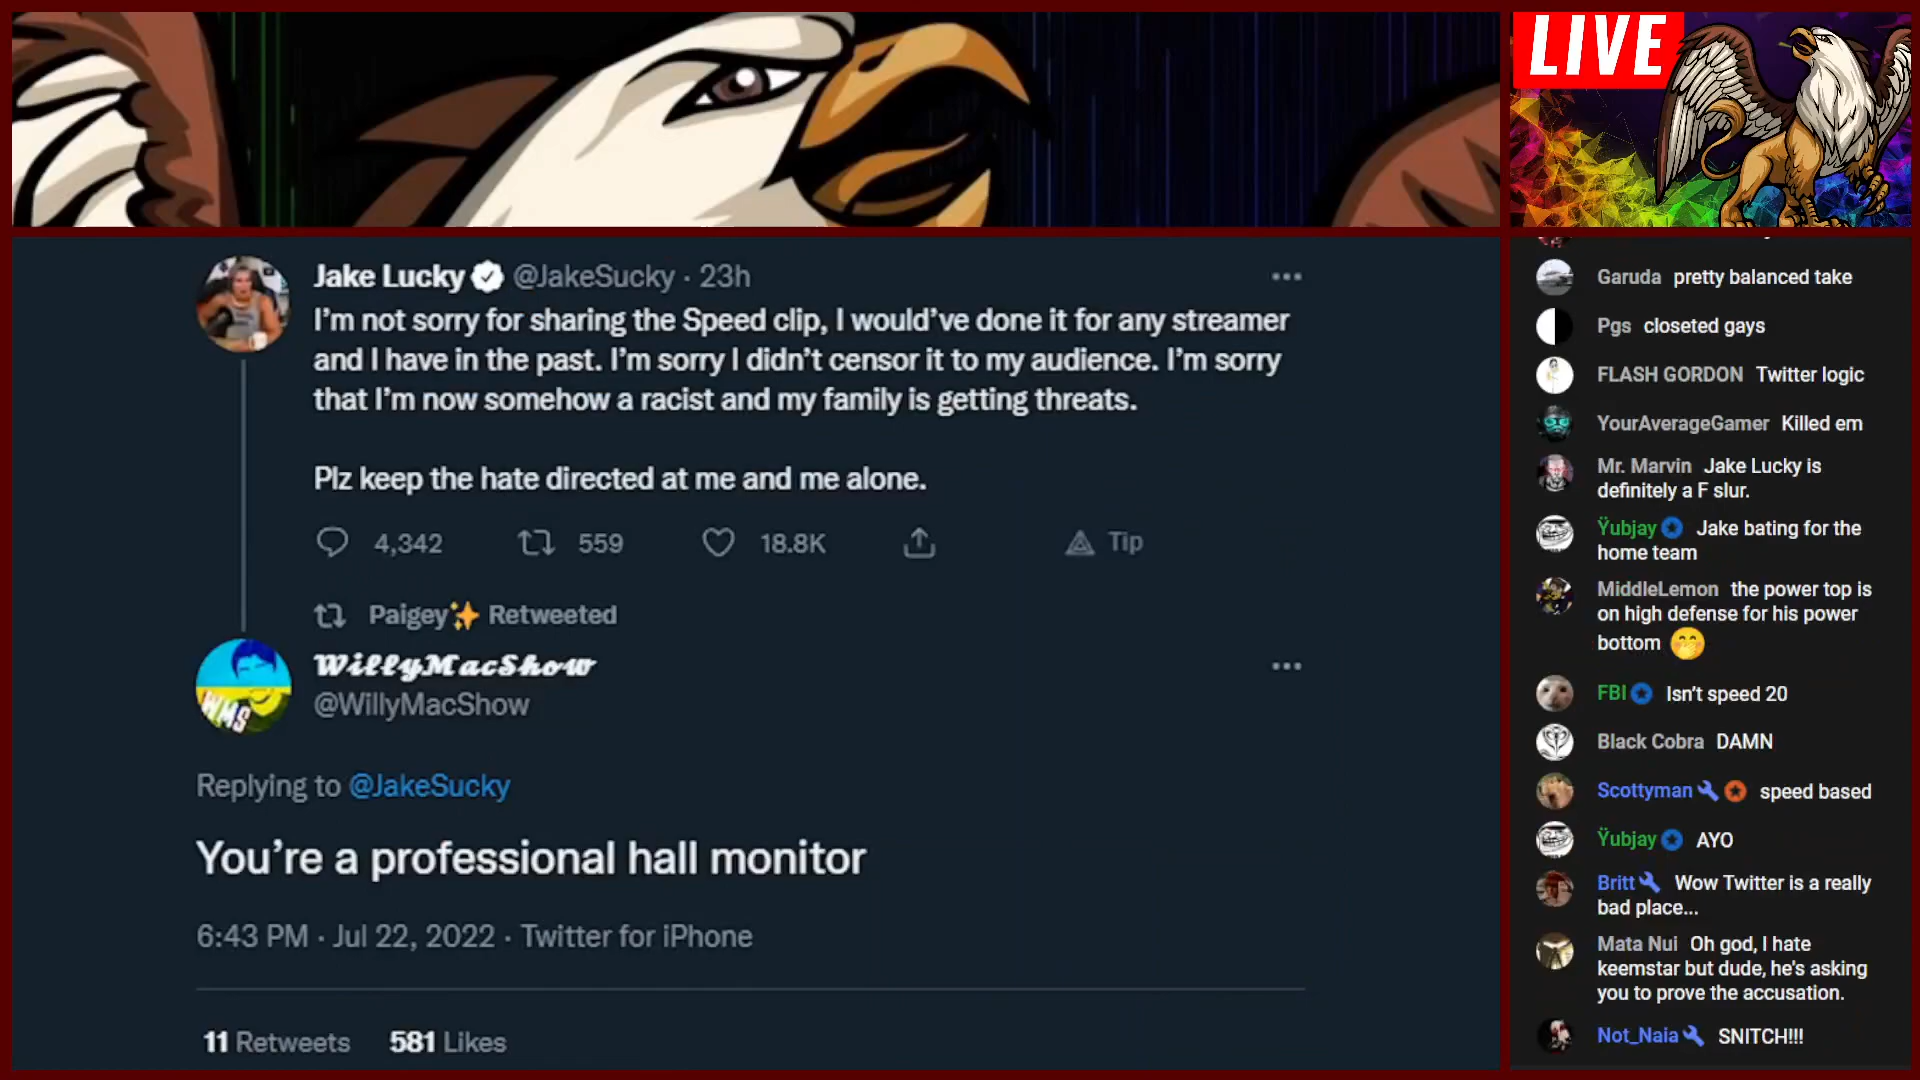 LIVE
Jake Lucky @JakeSucky · 23h
I'm not sorry for sharing the Speed clip, I would've done it for any streamer
and I have in the past. I'm sorry I didn't censor it to my audience. I'm sorry
that I'm now somehow a racist and my family is getting threats.
Plz keep the hate directed at me and me alone.
4,342 559 18.8K Tip
Paigey✨ Retweeted
WillyMacShow
@WillyMacShow
WMS
Replying to @JakeSucky
You're a professional hall monitor
6:43 PM · Jul 22, 2022 · Twitter for iPhone
11 Retweets 581 Likes
Garuda pretty balanced take
Pgs closeted gays
FLASH GORDON Twitter logic
YourAverageGamer Killed em
Mr. Marvin Jake Lucky is
definitely a F slur.
Ÿubjay Jake bating for the
home team
MiddleLemon the power top is
on high defense for his power
bottom 🤭
FBI Isn't speed 20
Black Cobra DAMN
Scottyman speed based
Ÿubjay AYO
Britt Wow Twitter is a really
bad place...
Mata Nui Oh god, I hate
keemstar but dude, he's asking
you to prove the accusation.
Not_Naia SNITCH!!!